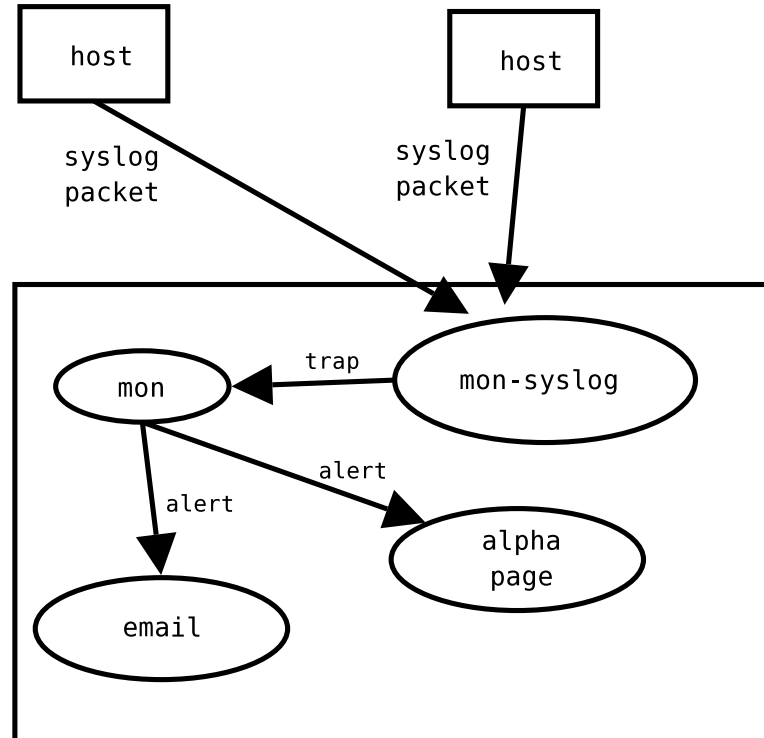 host
host
syslog
packet
syslog
packet
trap
mon
mon-syslog
alert
alert
alpha
page
email